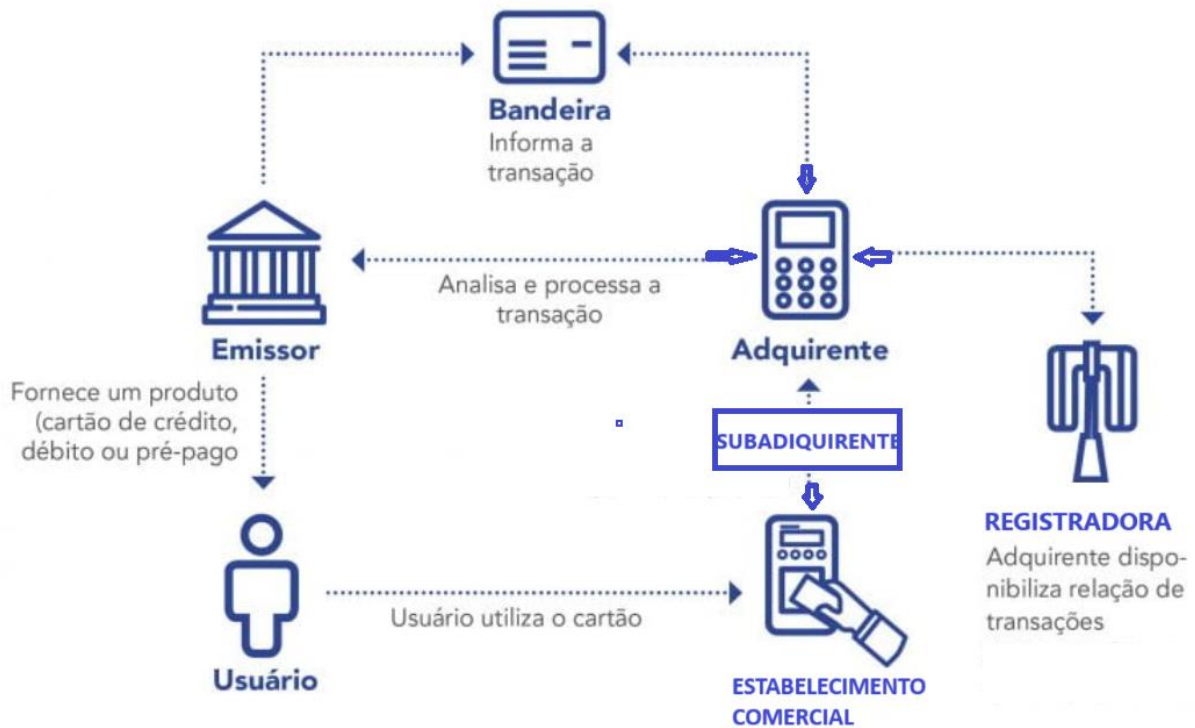 Bandeira
Informa a
transação
Analisa e processa a
transação
Emissor
Adquirente
Fornece um produto
(cartão de crédito,
débito ou pré-pago
SUBADIQUIRENTE
REGISTRADORA
Adquirente dispo-
nibiliza relação de
transações
Usuário utiliza o cartão
Usuário
ESTABELECIMENTO
COMERCIAL